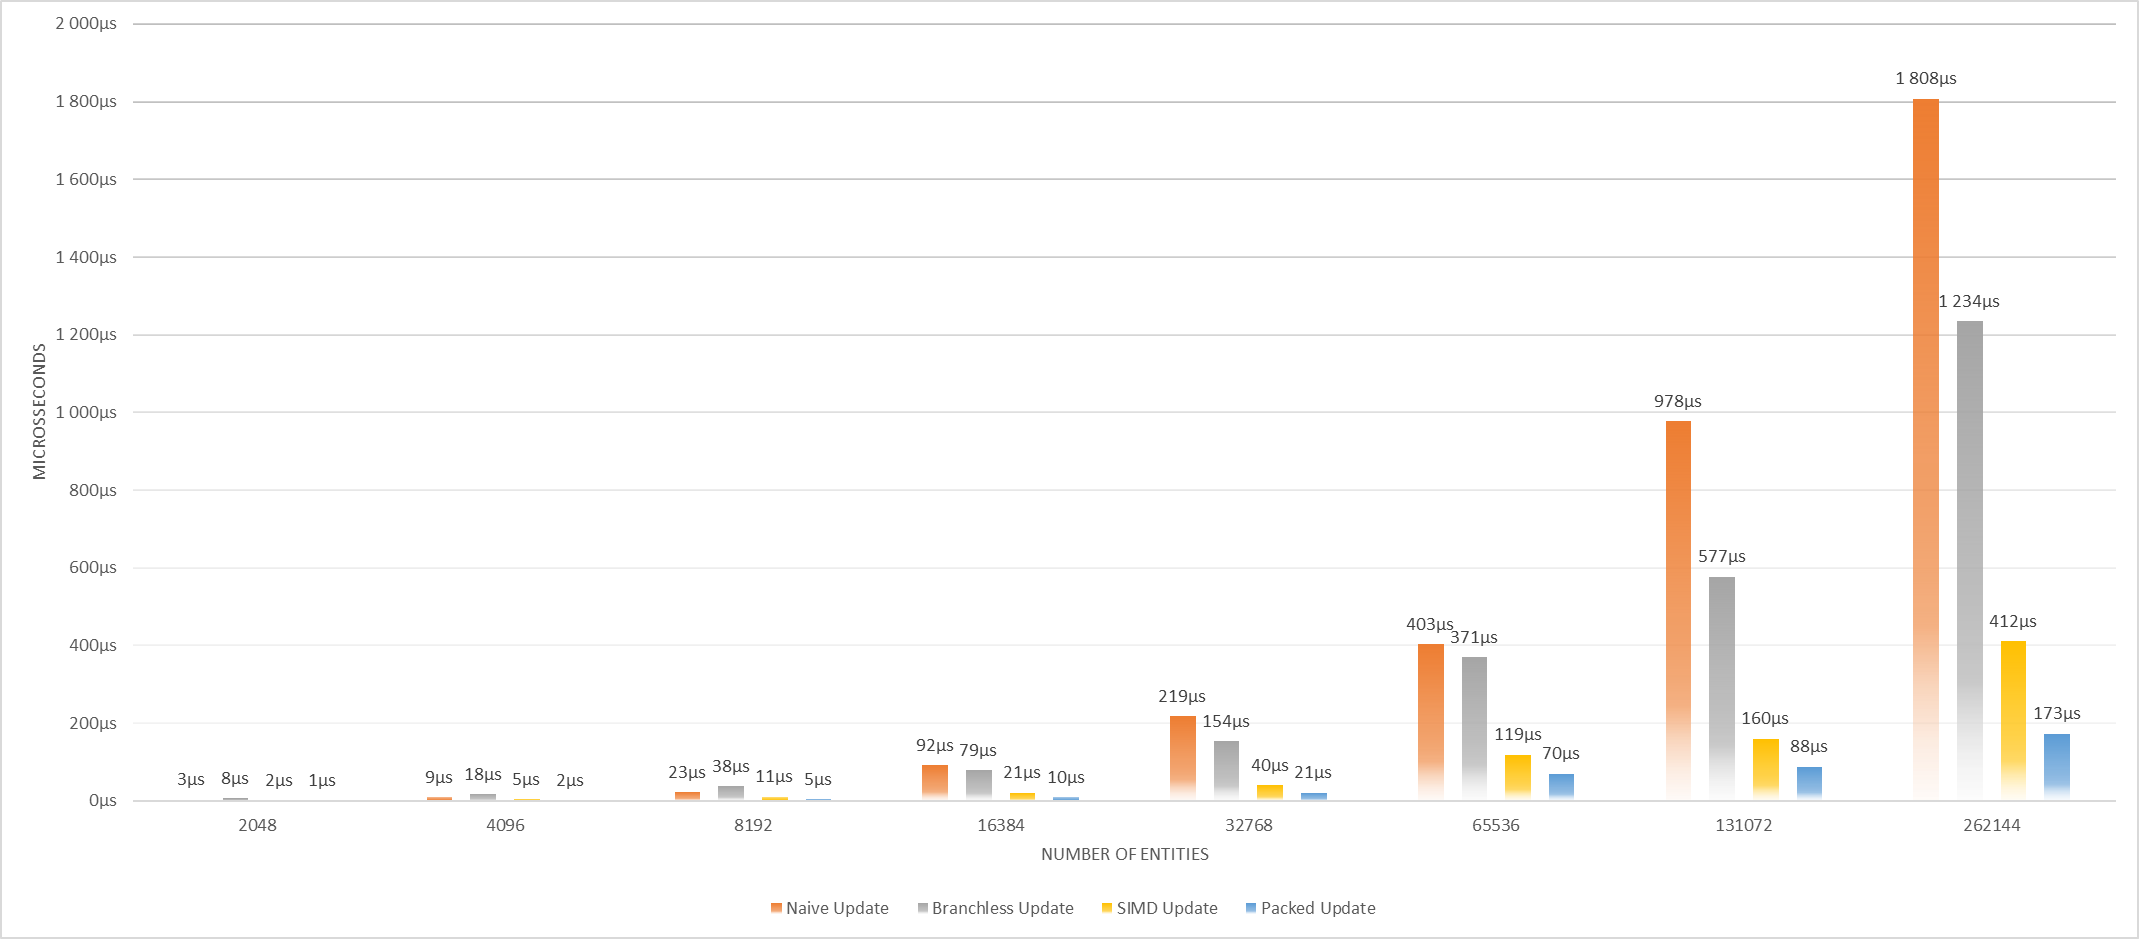 2 000µs
1 800µs
1 600µs
1 400µs
1 200µs
1 000µs
800µs
600µs
400µs
200µs
0µs
MICROSSECONDS
3µs 8µs 2µs 1µs
9µs 18µs 5µs 2µs
23µs 38µs 11µs 5µs
92µs 79µs 21µs 10µs
219µs 154µs 40µs 21µs
403µs 371µs 119µs 70µs
978µs 577µs 160µs 88µs
1 808µs 1 234µs 412µs 173µs
2048 4096 8192 16384 32768 65536 131072 262144
NUMBER OF ENTITIES
Naive Update Branchless Update SIMD Update Packed Update